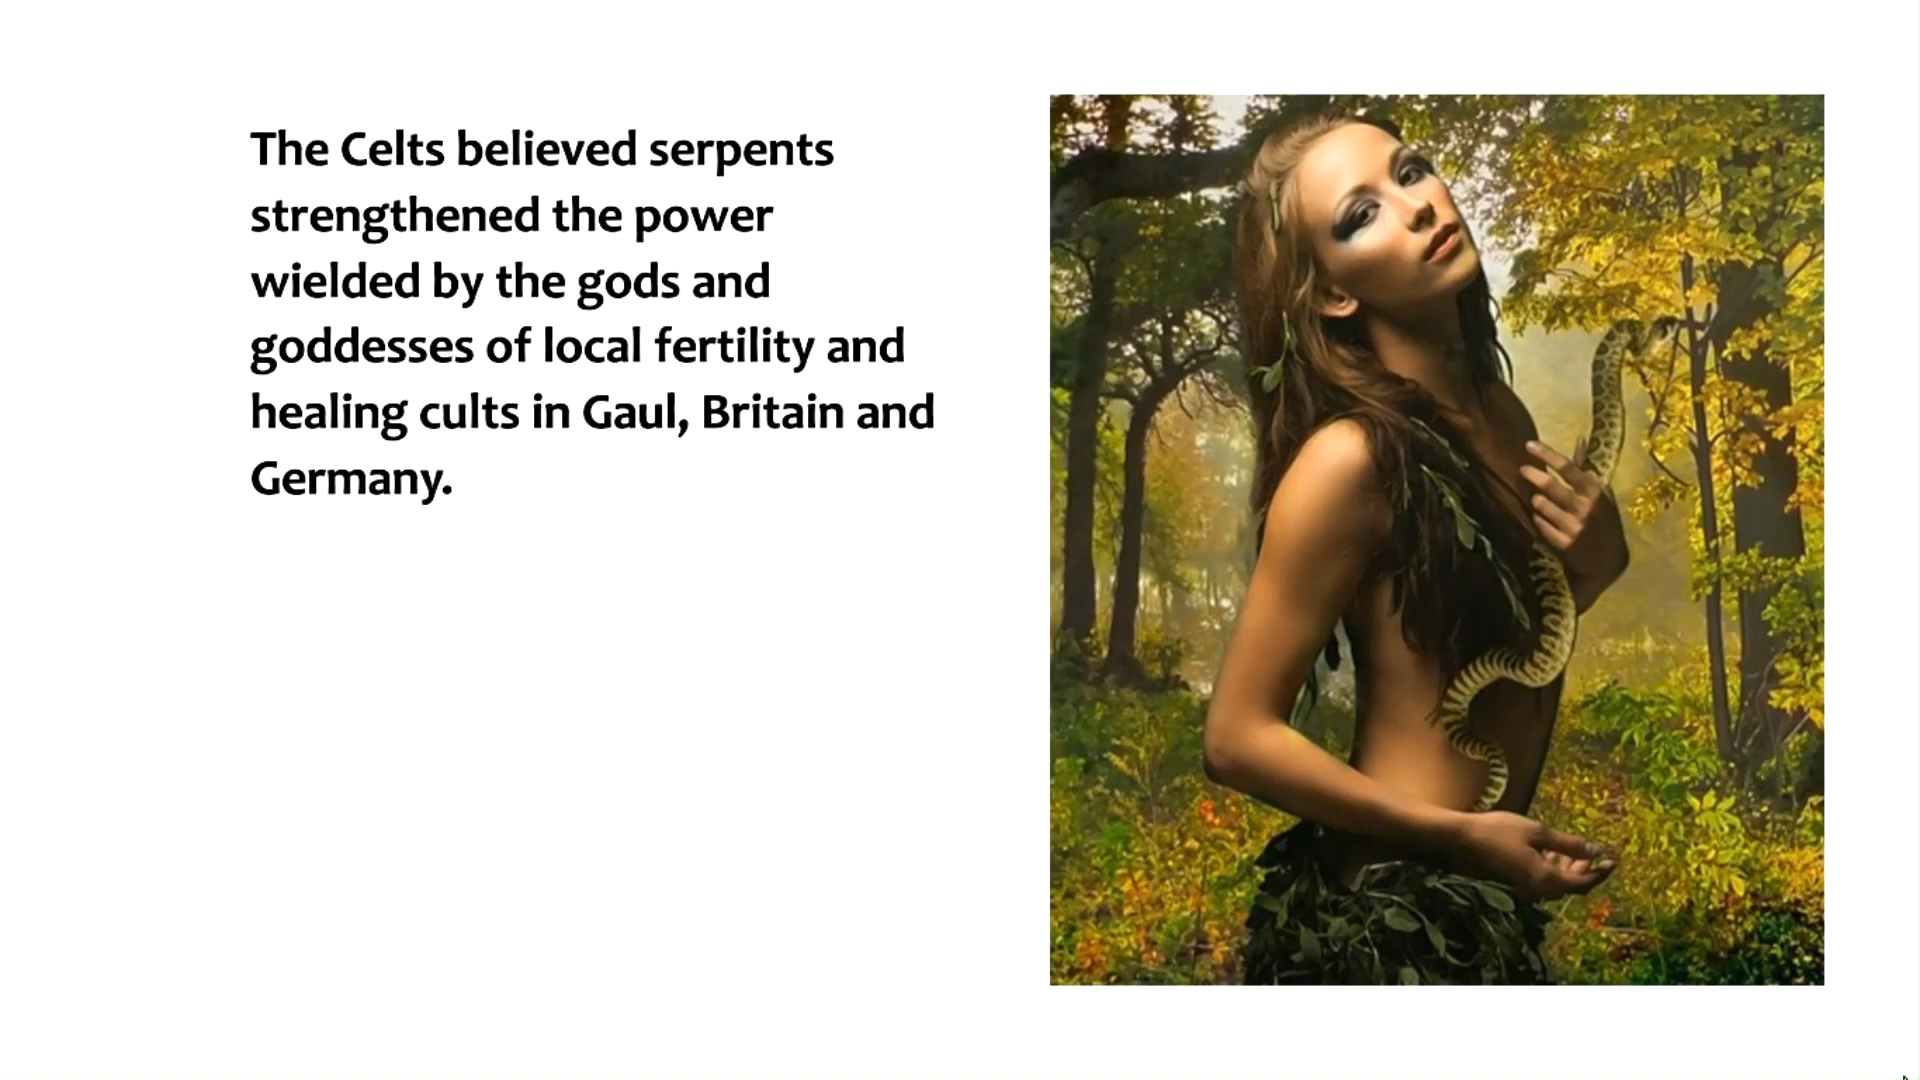 The Celts believed serpents
strengthened the power
wielded by the gods and
goddesses of local fertility and
healing cults in Gaul, Britain and
Germany.